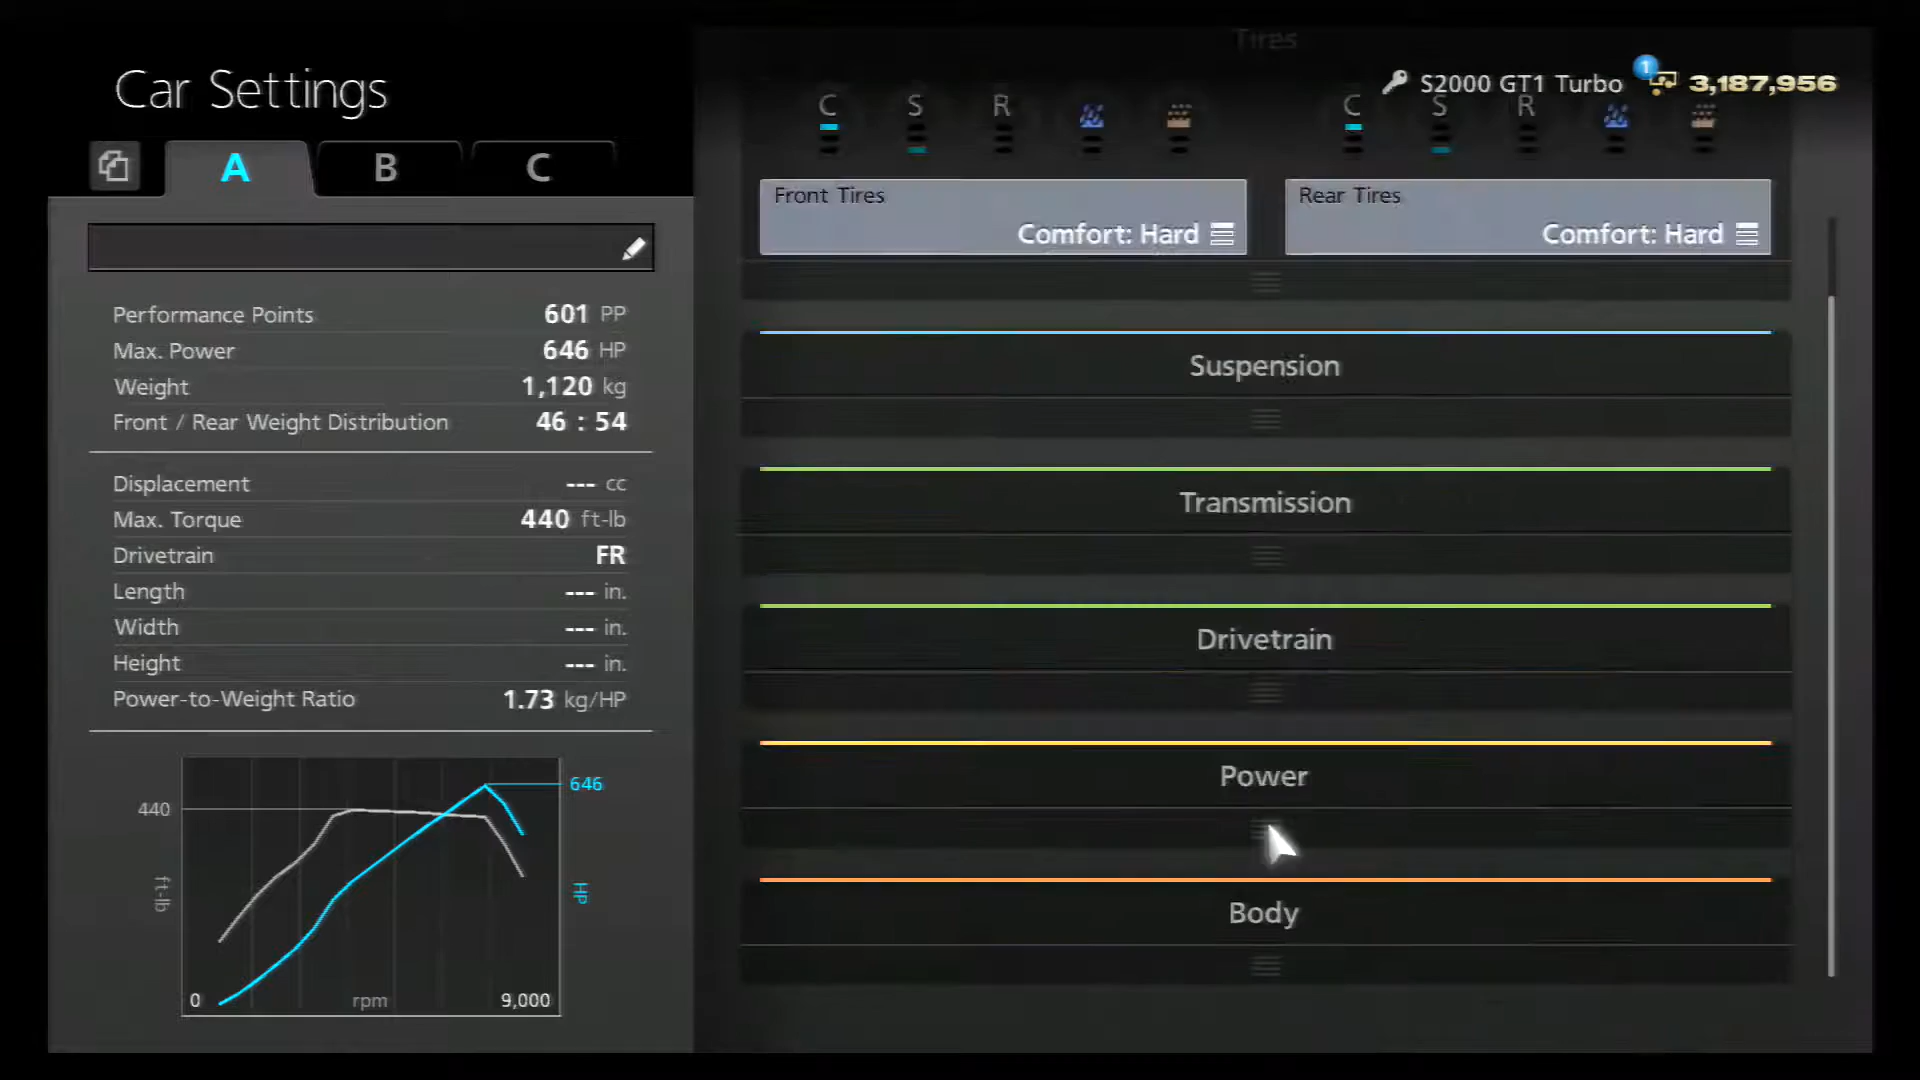 Car Settings
A
B
C
Performance Points 601 PP
Max. Power 646 HP
Weight 1,120 kg
Front / Rear Weight Distribution 46 : 54
Displacement --- cc
Max. Torque 440 ft-lb
Drivetrain FR
Length --- in.
Width --- in.
Height --- in.
Power-to-Weight Ratio 1.73 kg/HP
646
440
ft-lb
HP
0 rpm 9,000
Tires
S2000 GT1 Turbo 1 3,187,956
C S R C S R
Front Tires
Comfort: Hard
Rear Tires
Comfort: Hard
Suspension
Transmission
Drivetrain
Power
Body